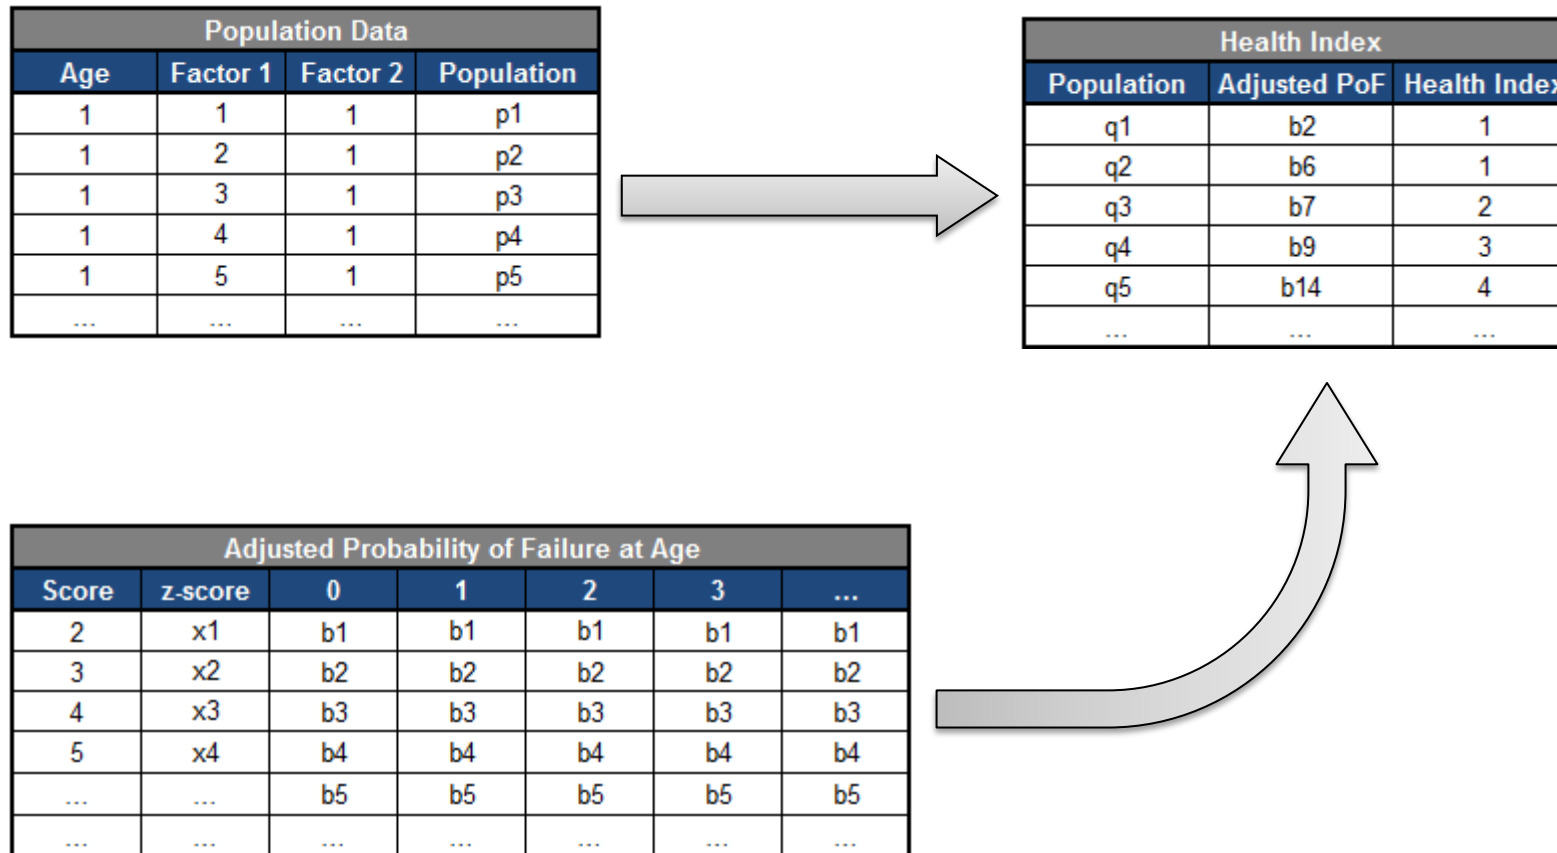 Population Data
Age Factor 1 Factor 2 Population
1 1 1 p1
1 2 1 p2
1 3 1 p3
1 4 1 p4
1 5 1 p5
... ... ... ...
Health Index
Population Adjusted PoF Health Index
q1 b2 1
q2 b6 1
q3 b7 2
q4 b9 3
q5 b14 4
... ... ...
Adjusted Probability of Failure at Age
Score z-score 0 1 2 3 ...
2 x1 b1 b1 b1 b1 b1
3 x2 b2 b2 b2 b2 b2
4 x3 b3 b3 b3 b3 b3
5 x4 b4 b4 b4 b4 b4
... ... b5 b5 b5 b5 b5
... ... ... ... ... ... ...